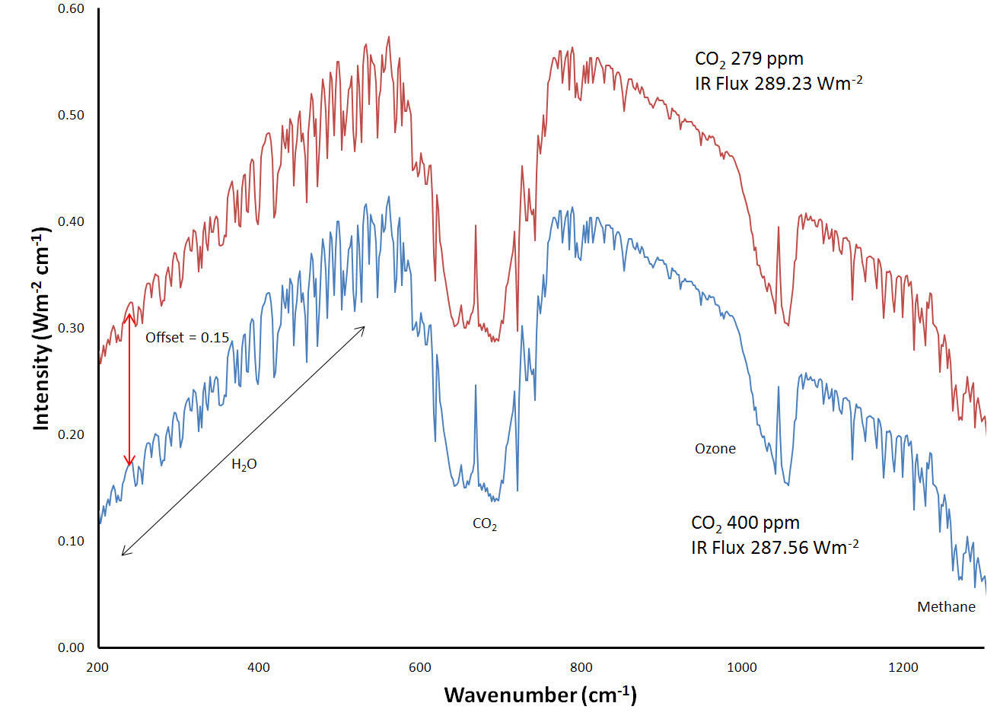 0.60
CO2 279 ppm
IR Flux 289.23 Wm-2
0.50
0.40
Intensity (Wm-2 cm-1)
0.30
Offset = 0.15
0.20
H2O
Ozone
CO2
CO2 400 ppm
IR Flux 287.56 Wm-2
0.10
Methane
0.00
200 400 600 800 1000 1200
Wavenumber (cm-1)